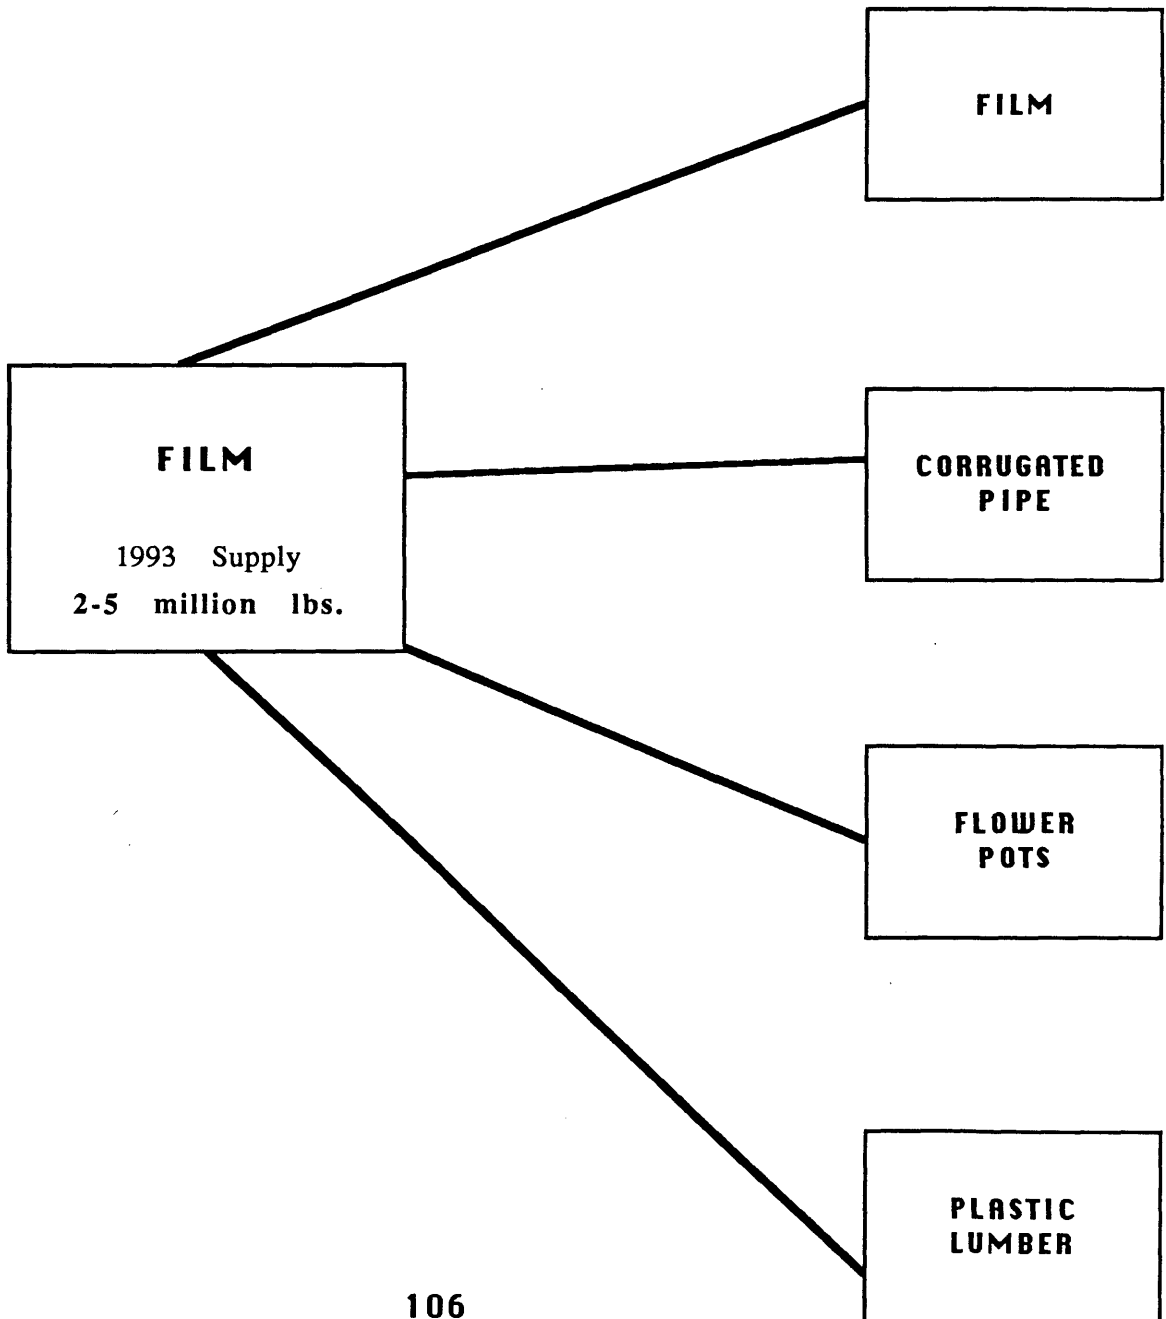 FILM
FILM
1993 Supply
2-5 million lbs.
CORRUGATED
PIPE
FLOWER
POTS
PLASTIC
LUMBER
106